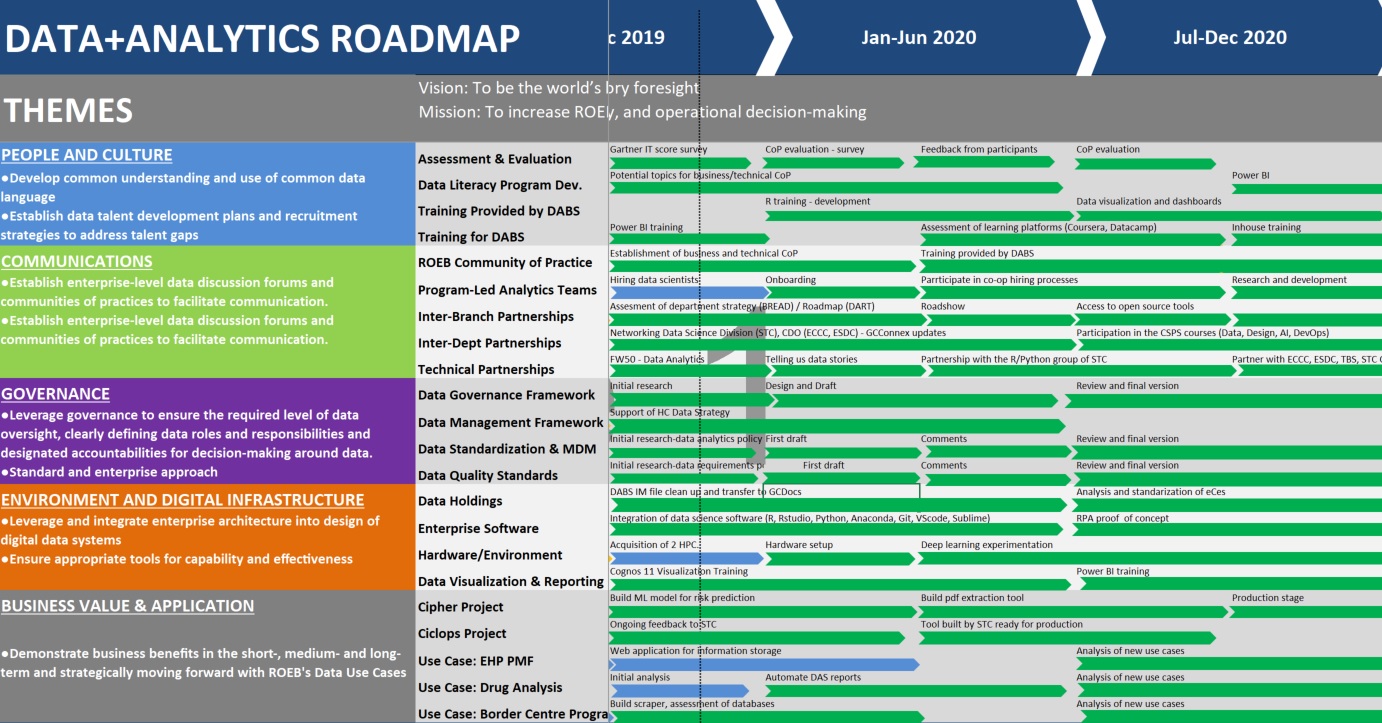 DATA+ANALYTICS ROADMAP
c 2019
Jan-Jun 2020
Jul-Dec 2020
THEMES
Vision: To be the world's bry foresight
Mission: To increase ROEy, and operational decision-making
PEOPLE AND CULTURE
●Develop common understanding and use of common data
language
●Establish data talent development plans and recruitment
strategies to address talent gaps
Assessment & Evaluation
Gartner IT score survey
CoP evaluation - survey
Feedback from participants
CoP evaluation
Data Literacy Program Dev.
Potential topics for business/technical CoP
Power BI
Training Provided by DABS
R training - development
Data visualization and dashboards
Training for DABS
Power BI training
Assessment of learning platforms (Coursera, Datacamp)
Inhouse training
COMMUNICATIONS
●Establish enterprise-level data discussion forums and
communities of practices to facilitate communication.
●Establish enterprise-level data discussion forums and
communities of practices to facilitate communication.
ROEB Community of Practice
Establishment of business and technical CoP
Training provided by DABS
Program-Led Analytics Teams
Hiring data scientists
Onboarding
Participate in co-op hiring processes
Research and development
Inter-Branch Partnerships
Assesment of department strategy (BREAD) / Roadmap (DART)
Roadshow
Access to open source tools
Inter-Dept Partnerships
Networking Data Science Division (STC), CDO (ECCC, ESDC) - GCConnex updates
Participation in the CSPS courses (Data, Design, AI, DevOps)
Technical Partnerships
FW50 - Data Analytics
Telling us data stories
Partnership with the R/Python group of STC
Partner with ECCC, ESDC, TBS, STC
1
GOVERNANCE
●Leverage governance to ensure the required level of data
oversight, clearly defining data roles and responsibilities and
designated accountabilities for decision-making around data.
●Standard and enterprise approach
Data Governance Framework
Initial research
Design and Draft
Review and final version
Data Management Framework
Support of HC Data Strategy
Data Standardization & MDM
Initial research-data analytics policy
First draft
Comments
Review and final version
Data Quality Standards
Initial research-data requirements
First draft
Comments
Review and final version
ENVIRONMENT AND DIGITAL INFRASTRUCTURE
●Leverage and integrate enterprise architecture into design of
digital data systems
●Ensure appropriate tools for capability and effectiveness
Data Holdings
DABS IM file clean up and transfer to GCDocs
Analysis and standarization of eCes
Enterprise Software
Integration of data science software (R, Rstudio, Python, Anaconda, Git, VScode, Sublime)
RPA proof of concept
Hardware/Environment
Acquisition of 2 HPC
Hardware setup
Deep learning experimentation
Data Visualization & Reporting
Cognos 11 Visualization Training
Power BI training
BUSINESS VALUE & APPLICATION
●Demonstrate business benefits in the short-, medium- and long-
term and strategically moving forward with ROEB's Data Use Cases
Cipher Project
Build ML model for risk prediction
Build pdf extraction tool
Production stage
Ciclops Project
Ongoing feedback to STC
Tool built by STC ready for production
Use Case: EHP PMF
Web application for information storage
Analysis of new use cases
Use Case: Drug Analysis
Initial analysis
Automate DAS reports
Analysis of new use cases
Use Case: Border Centre Progra
Build scraper, assessment of databases
Analysis of new use cases